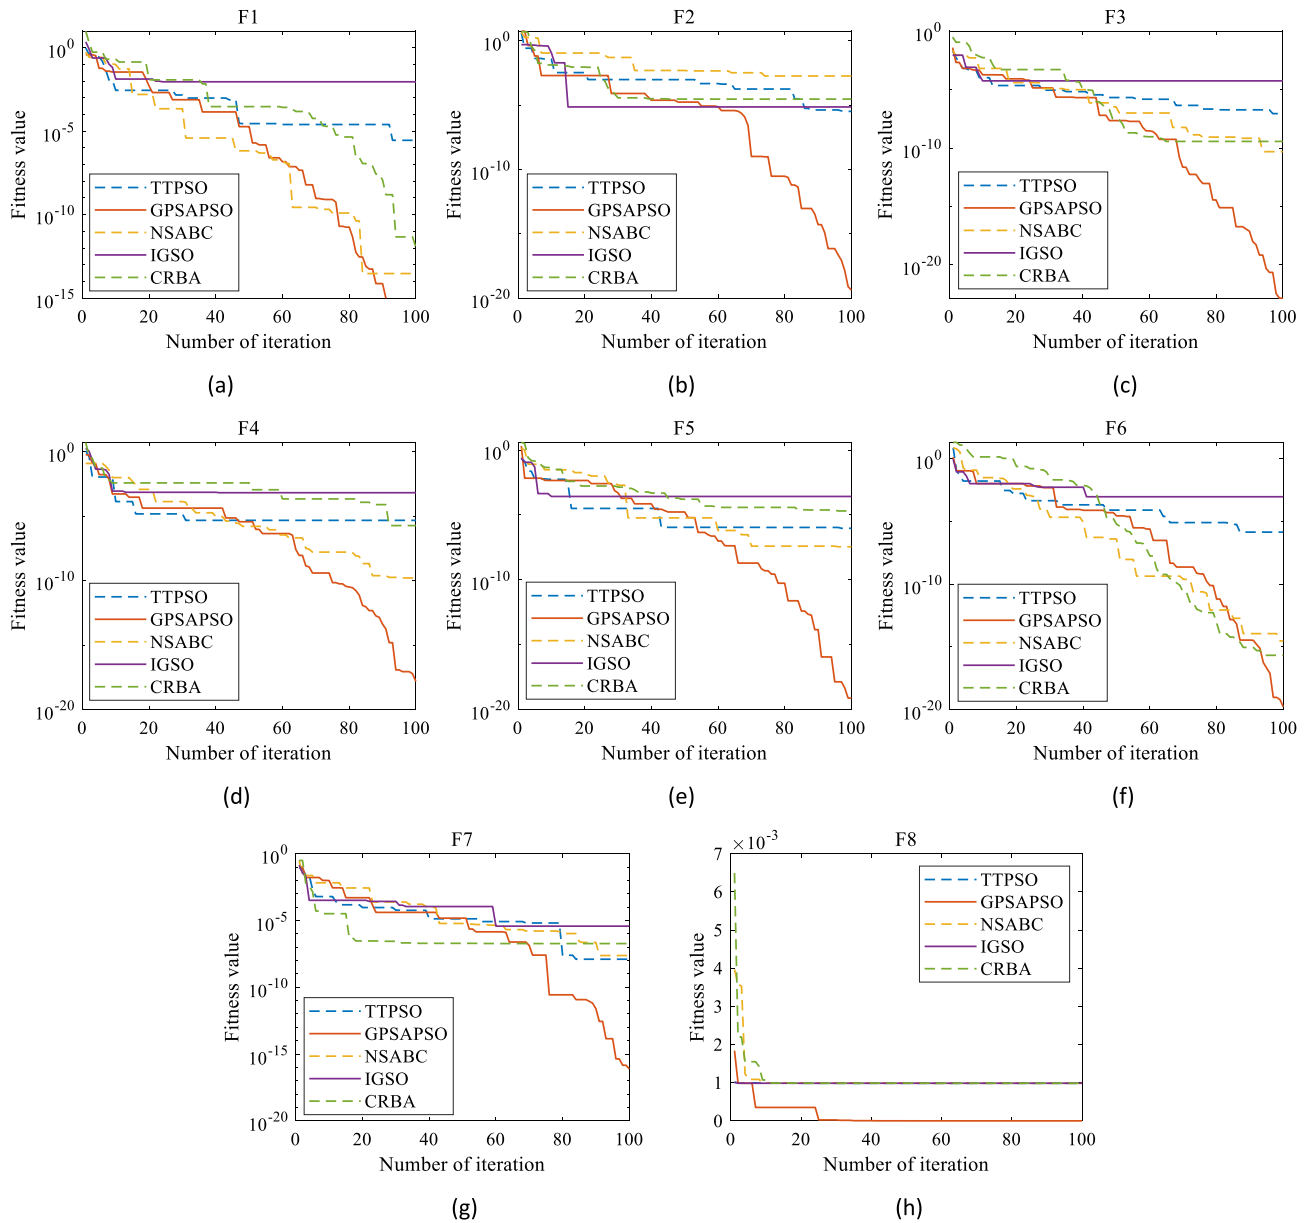 F1
Fitness value
10^0
10^-5
10^-10
10^-15
TTPSO
GPSAPSO
NSABC
IGSO
CRBA
0 20 40 60 80 100
Number of iteration
(a)
F2
Fitness value
10^0
10^-10
10^-20
TTPSO
GPSAPSO
NSABC
IGSO
CRBA
0 20 40 60 80 100
Number of iteration
(b)
F3
Fitness value
10^0
10^-10
10^-20
TTPSO
GPSAPSO
NSABC
IGSO
CRBA
0 20 40 60 80 100
Number of iteration
(c)
F4
Fitness value
10^0
10^-10
10^-20
TTPSO
GPSAPSO
NSABC
IGSO
CRBA
0 20 40 60 80 100
Number of iteration
(d)
F5
Fitness value
10^0
10^-10
10^-20
TTPSO
GPSAPSO
NSABC
IGSO
CRBA
0 20 40 60 80 100
Number of iteration
(e)
F6
Fitness value
10^0
10^-10
10^-20
TTPSO
GPSAPSO
NSABC
IGSO
CRBA
0 20 40 60 80 100
Number of iteration
(f)
F7
Fitness value
10^0
10^-5
10^-10
10^-15
10^-20
TTPSO
GPSAPSO
NSABC
IGSO
CRBA
0 20 40 60 80 100
Number of iteration
(g)
×10^-3
F8
Fitness value
7
6
5
4
3
2
1
0
TTPSO
GPSAPSO
NSABC
IGSO
CRBA
0 20 40 60 80 100
Number of iteration
(h)